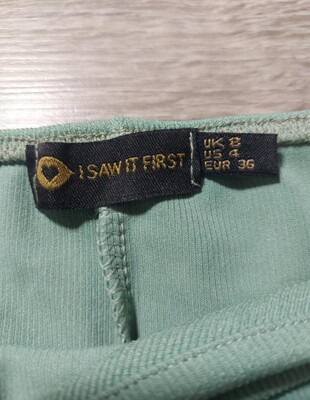 I SAW IT FIRST
UK 8
US 4
EUR 36